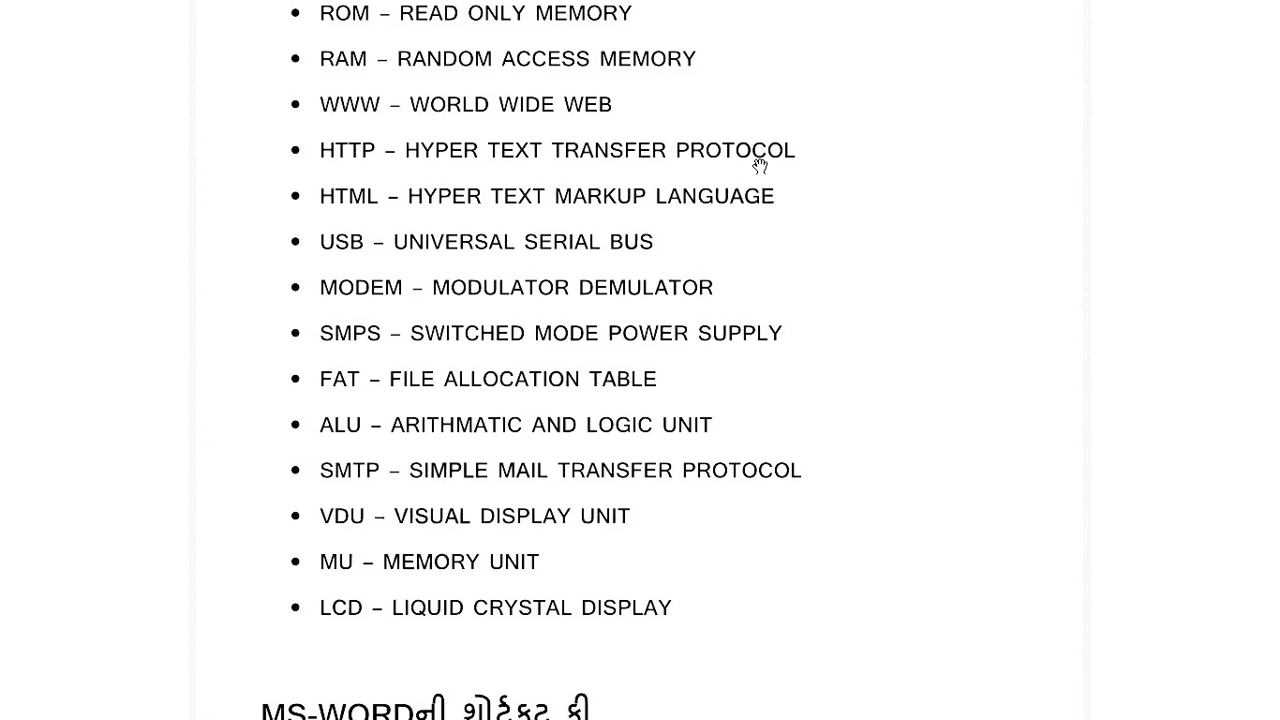 • ROM – READ ONLY MEMORY
• RAM – RANDOM ACCESS MEMORY
• WWW – WORLD WIDE WEB
• HTTP – HYPER TEXT TRANSFER PROTOCOL
• HTML – HYPER TEXT MARKUP LANGUAGE
• USB – UNIVERSAL SERIAL BUS
• MODEM – MODULATOR DEMULATOR
• SMPS – SWITCHED MODE POWER SUPPLY
• FAT – FILE ALLOCATION TABLE
• ALU – ARITHMATIC AND LOGIC UNIT
• SMTP – SIMPLE MAIL TRANSFER PROTOCOL
• VDU – VISUAL DISPLAY UNIT
• MU – MEMORY UNIT
• LCD – LIQUID CRYSTAL DISPLAY
MS-WORDની શોર્ટકટ કી